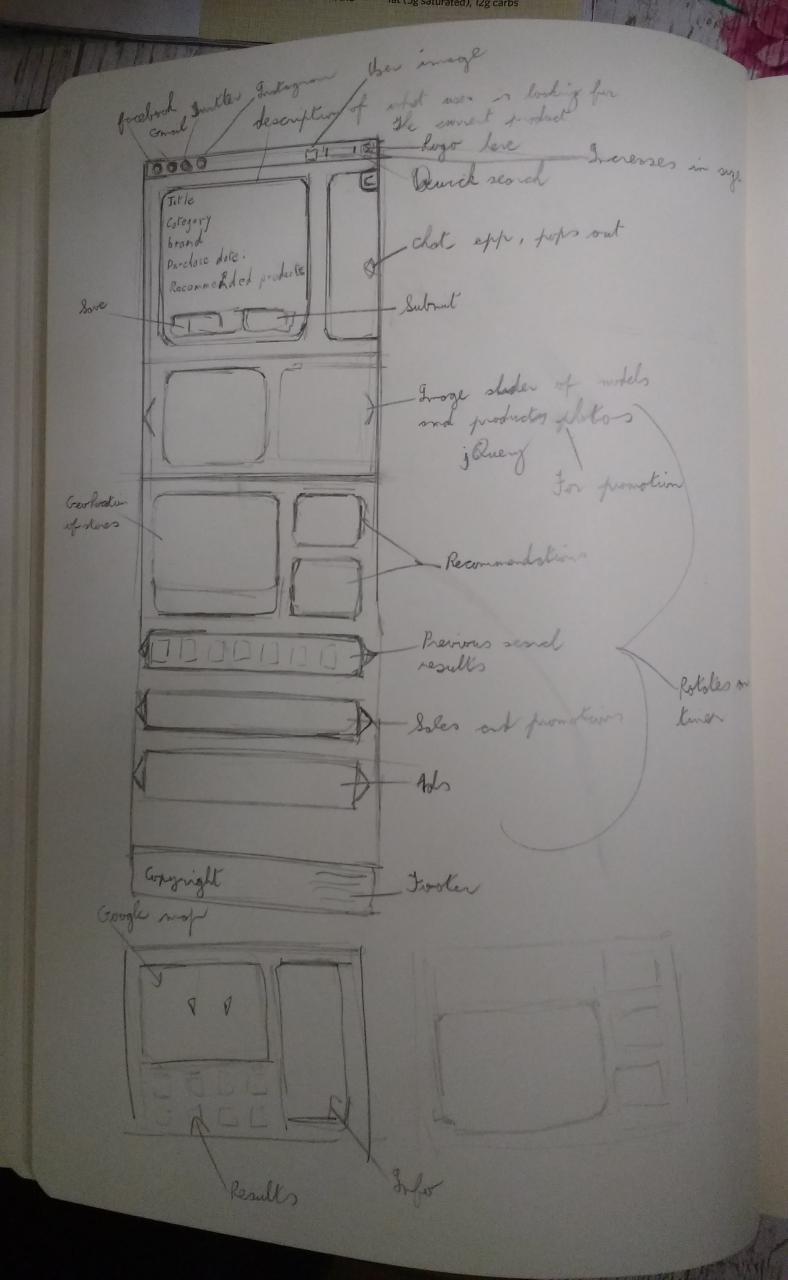 fat (5g saturated), 12g carbs
User image
Instagram
Twitter
facebook
Gmail
description of what user is looking for
the correct product
Logo here
Increases in size
Quick search
Title
Category
brand
Purchase date.
Recommended products
chat app, pops out
Save
Submit
Image slider of models
and products photos
jQuery
For promotion
Geolocation
of stores
Recommendations
Previous search
results
Rotates on
timer
Sales and promotions
Ads
Copyright
Footer
Google map
Results
Info